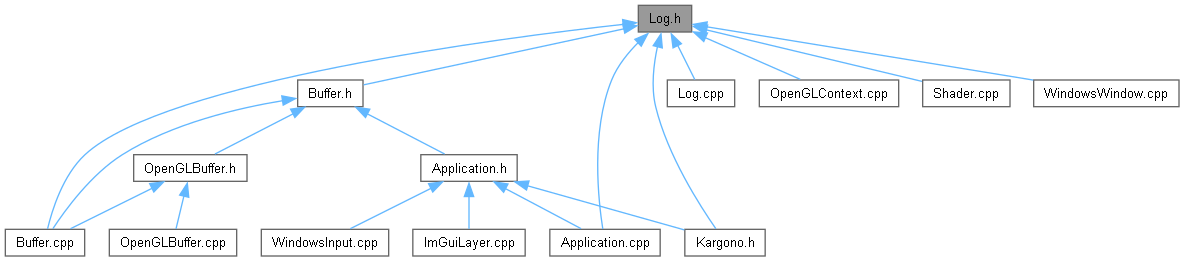 Log.h
Buffer.h
Log.cpp
OpenGLContext.cpp
Shader.cpp
WindowsWindow.cpp
OpenGLBuffer.h
Application.h
Buffer.cpp
OpenGLBuffer.cpp
WindowsInput.cpp
ImGuiLayer.cpp
Application.cpp
Kargono.h